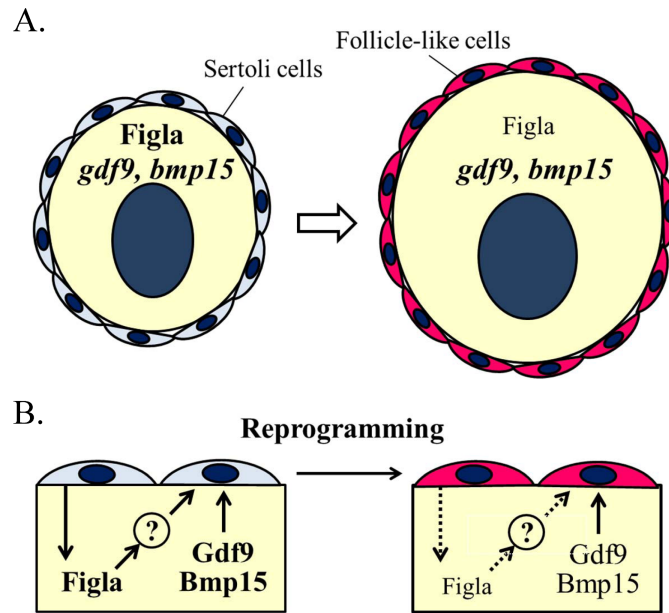 A.
Sertoli cells
Follicle-like cells
Figla
gdf9, bmp15
Figla
gdf9, bmp15
B.
Reprogramming
?
Figla
Gdf9
Bmp15
?
Figla
Gdf9
Bmp15